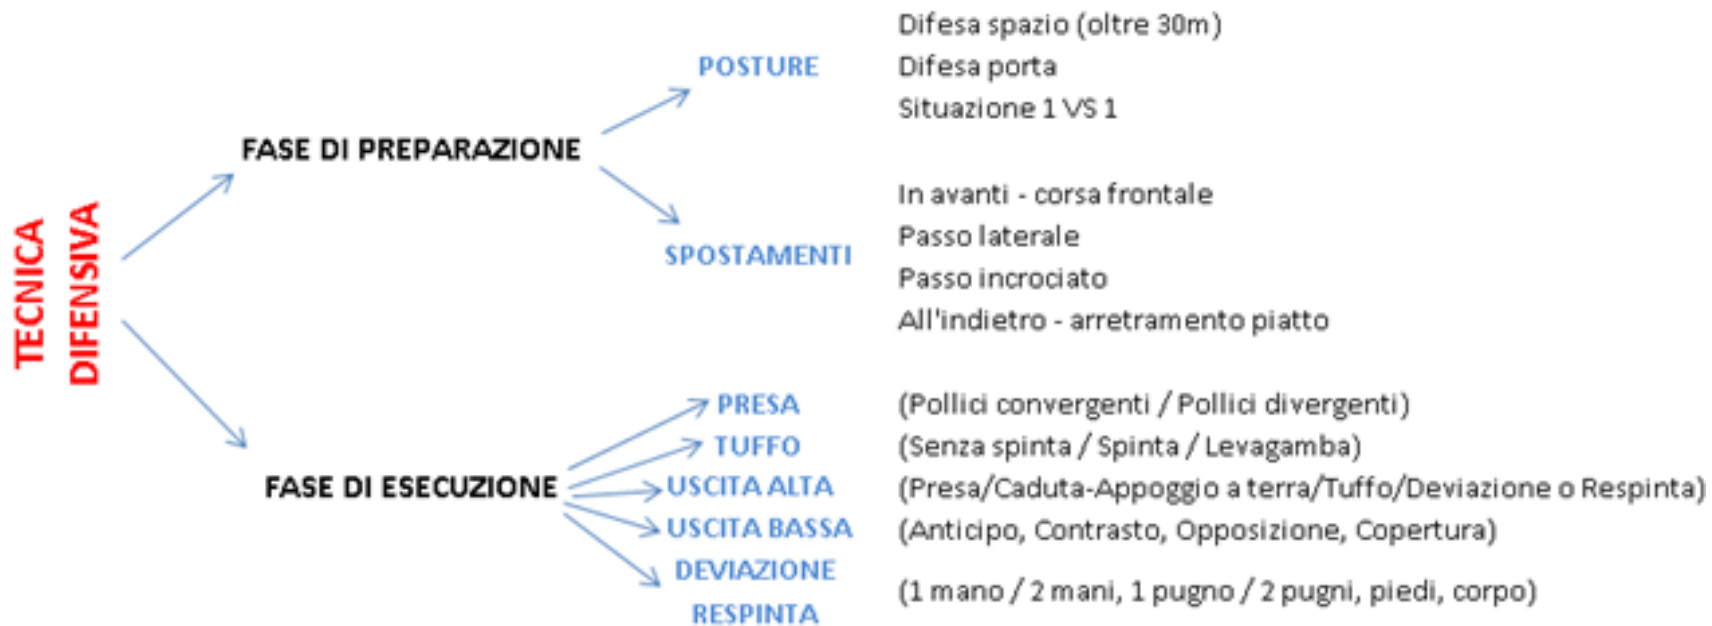 TECNICA
DIFENSIVA
FASE DI PREPARAZIONE
POSTURE
Difesa spazio (oltre 30m)
Difesa porta
Situazione 1 VS 1
SPOSTAMENTI
In avanti - corsa frontale
Passo laterale
Passo incrociato
All'indietro - arretramento piatto
FASE DI ESECUZIONE
PRESA
(Pollici convergenti / Pollici divergenti)
TUFFO
(Senza spinta / Spinta / Levagamba)
USCITA ALTA
(Presa/Caduta-Appoggio a terra/Tuffo/Deviazione o Respinta)
USCITA BASSA
(Anticipo, Contrasto, Opposizione, Copertura)
DEVIAZIONE
RESPINTA
(1 mano / 2 mani, 1 pugno / 2 pugni, piedi, corpo)